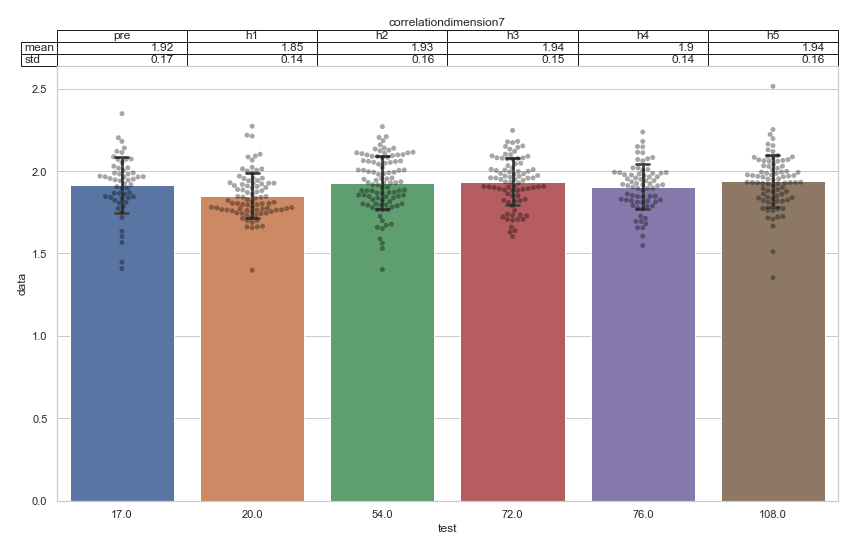 correlationdimension7
pre h1 h2 h3 h4 h5
mean 1.92 1.85 1.93 1.94 1.9 1.94
std 0.17 0.14 0.16 0.15 0.14 0.16
2.5
2.0
1.5
1.0
0.5
0.0
data
17.0 20.0 54.0 72.0 76.0 108.0
test